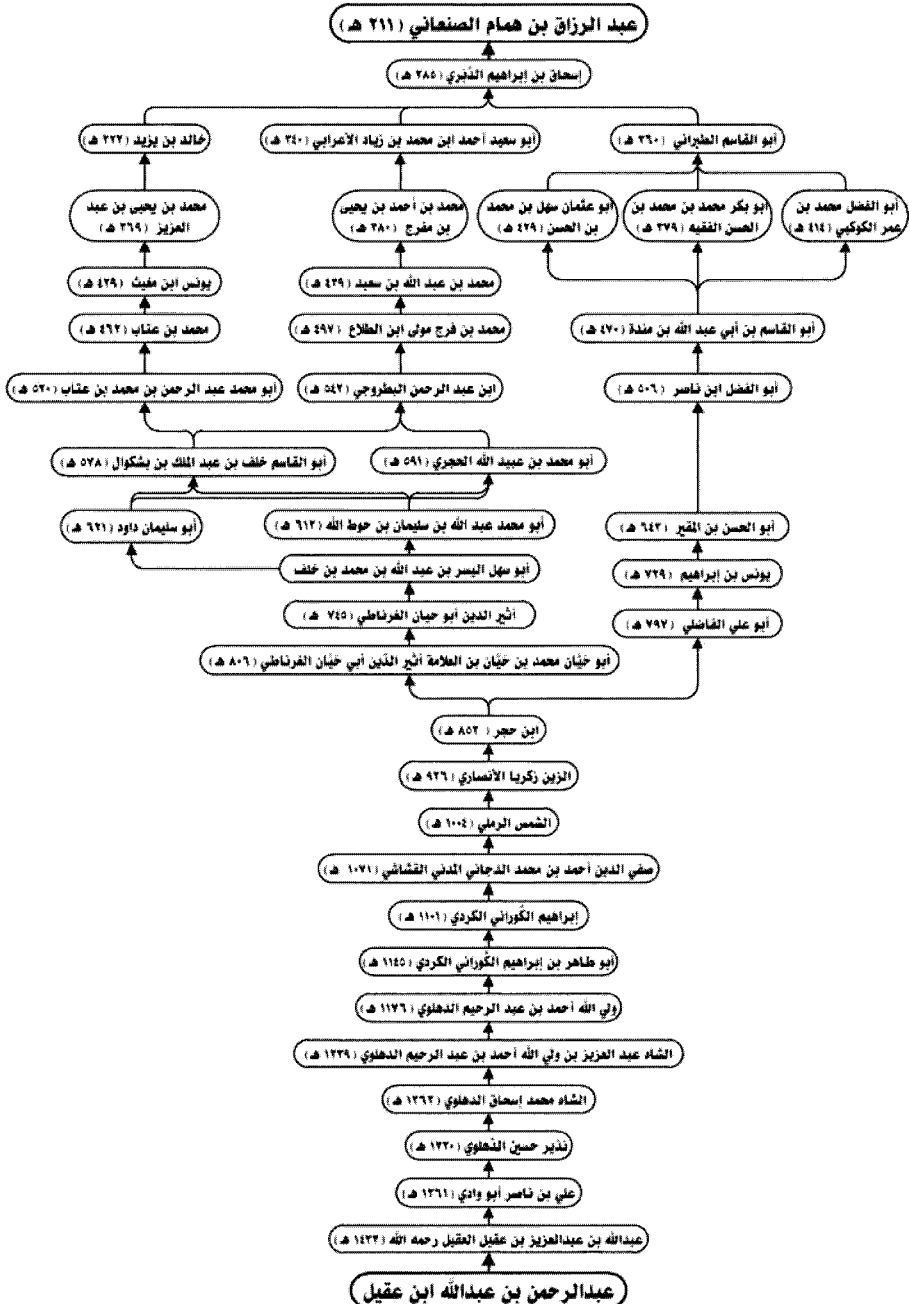 عبد الرزاق بن همام الصنعاني ( ٢١١ هـ )
إسحاق بن إبراهيم الدَّبَري ( ٢٨٥ هـ )
أبو القاسم الطبراني ( ٣٦٠ هـ )
أبو سعيد أحمد ابن محمد بن زياد الأعرابي ( ٣٤٠ هـ )
خالد بن يزيد ( ٣٢٢ هـ )
أبو الفضل محمد بن
عمر الكوكبي ( ٤١٤ هـ )
أبو بكر محمد بن محمد بن
الحسن الفقيه ( ٣٧٩ هـ )
أبو عثمان سهل بن محمد
بن الحسن ( ٤٢٩ هـ )
محمد بن أحمد بن يحيى
بن مفرج ( ٣٨٠ هـ )
محمد بن يحيى بن عبد
العزيز ( ٣٦٩ هـ )
محمد بن عبد الله بن سعيد ( ٤٣٩ هـ )
يونس ابن مغيث ( ٤٢٩ هـ )
أبو القاسم بن أبي عبد الله بن مندة ( ٤٧٠ هـ )
محمد بن فرج مولى ابن الطلاع ( ٤٩٧ هـ )
محمد بن عتاب ( ٤٦٢ هـ )
أبو الفضل ابن ناصر ( ٥٠٦ هـ )
ابن عبد الرحمن البطروجي ( ٥٤٢ هـ )
أبو محمد عبد الرحمن بن محمد بن عتاب ( ٥٢٠ هـ )
أبو محمد بن عبيد الله الحجري ( ٥٩١ هـ )
أبو القاسم خلف بن عبد الملك بن بشكوال ( ٥٧٨ هـ )
أبو الحسن بن المقير ( ٦٤٣ هـ )
أبو محمد عبد الله بن سليمان بن حوط الله ( ٦١٢ هـ )
أبو سليمان داود ( ٦٢١ هـ )
يونس بن إبراهيم ( ٧٢٩ هـ )
أبو سهل اليسر بن عبد الله بن محمد بن خلف
أبو علي الفاضلي ( ٧٩٧ هـ )
أثير الدين أبو حيان الغرناطي ( ٧٤٥ هـ )
أبو حَيَّان محمد بن حَيَّان بن العلامة أثير الدِّين أبي حَيَّان الغرناطي ( ٨٠٦ هـ )
ابن حجر ( ٨٥٢ هـ )
الزين زكريا الأنصاري ( ٩٢٦ هـ )
الشمس الرملي ( ١٠٠٤ هـ )
صفي الدين أحمد بن محمد الدجاني المدني القشاشي ( ١٠٧١ هـ )
إبراهيم الكُوراني الكردي ( ١١٠١ هـ )
أبو طاهر بن إبراهيم الكُوراني الكردي ( ١١٤٥ هـ )
ولي الله أحمد بن عبد الرحيم الدهلوي ( ١١٧٦ هـ )
الشاه عبد العزيز بن ولي الله أحمد بن عبد الرحيم الدهلوي ( ١٢٣٩ هـ )
الشاه محمد إسحاق الدهلوي ( ١٢٦٢ هـ )
نذير حسين الدَّهلوي ( ١٣٢٠ هـ )
علي بن ناصر أبو وادي ( ١٣٦١ هـ )
عبدالله بن عبدالعزيز بن عقيل العقيل رحمه الله ( ١٤٣٢ هـ )
عبدالرحمن بن عبدالله ابن عقيل